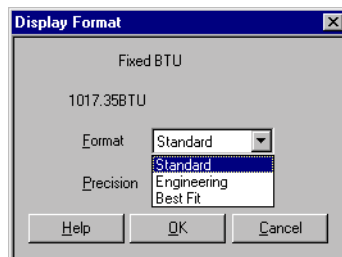 Display Format
Fixed BTU
1017.35BTU
Format Standard
Standard
Precision Engineering
Best Fit
Help OK Cancel